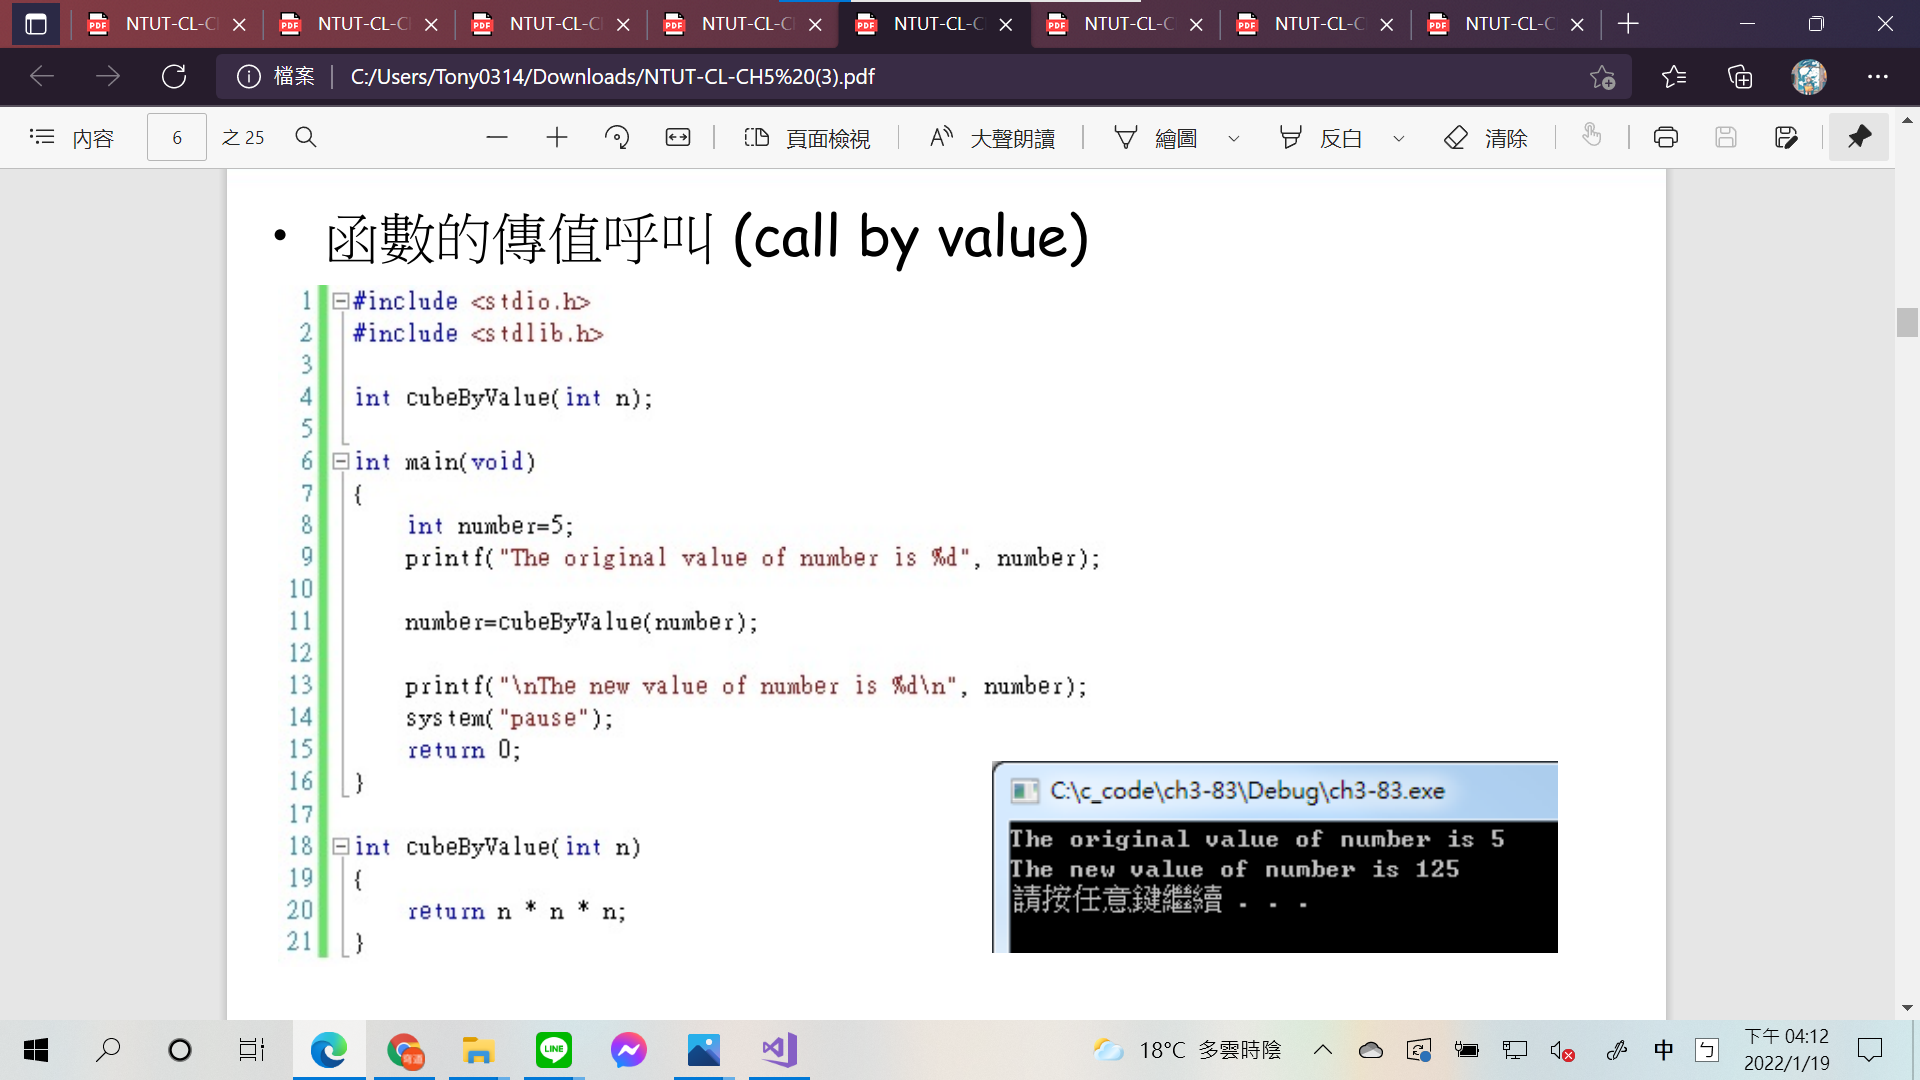 NTUT-CL-C
NTUT-CL-C
NTUT-CL-C
NTUT-CL-C
NTUT-CL-C
NTUT-CL-C
NTUT-CL-C
NTUT-CL-C
檔案
C:/Users/Tony0314/Downloads/NTUT-CL-CH5%20(3).pdf
內容
6
之 25
頁面檢視
大聲朗讀
繪圖
反白
清除
• 函數的傳值呼叫 (call by value)
1 #include <stdio.h>
2 #include <stdlib.h>
3
4 int cubeByValue(int n);
5
6 int main(void)
7 {
8 int number=5;
9 printf("The original value of number is %d", number);
10
11 number=cubeByValue(number);
12
13 printf("\nThe new value of number is %d\n", number);
14 system("pause");
15 return 0;
16 }
17
18 int cubeByValue(int n)
19 {
20 return n * n * n;
21 }
C:\c_code\ch3-83\Debug\ch3-83.exe
The original value of number is 5
The new value of number is 125
請按任意鍵繼續 . . .
LINE
18°C 多雲時陰
中
ㄅ
下午 04:12
2022/1/19